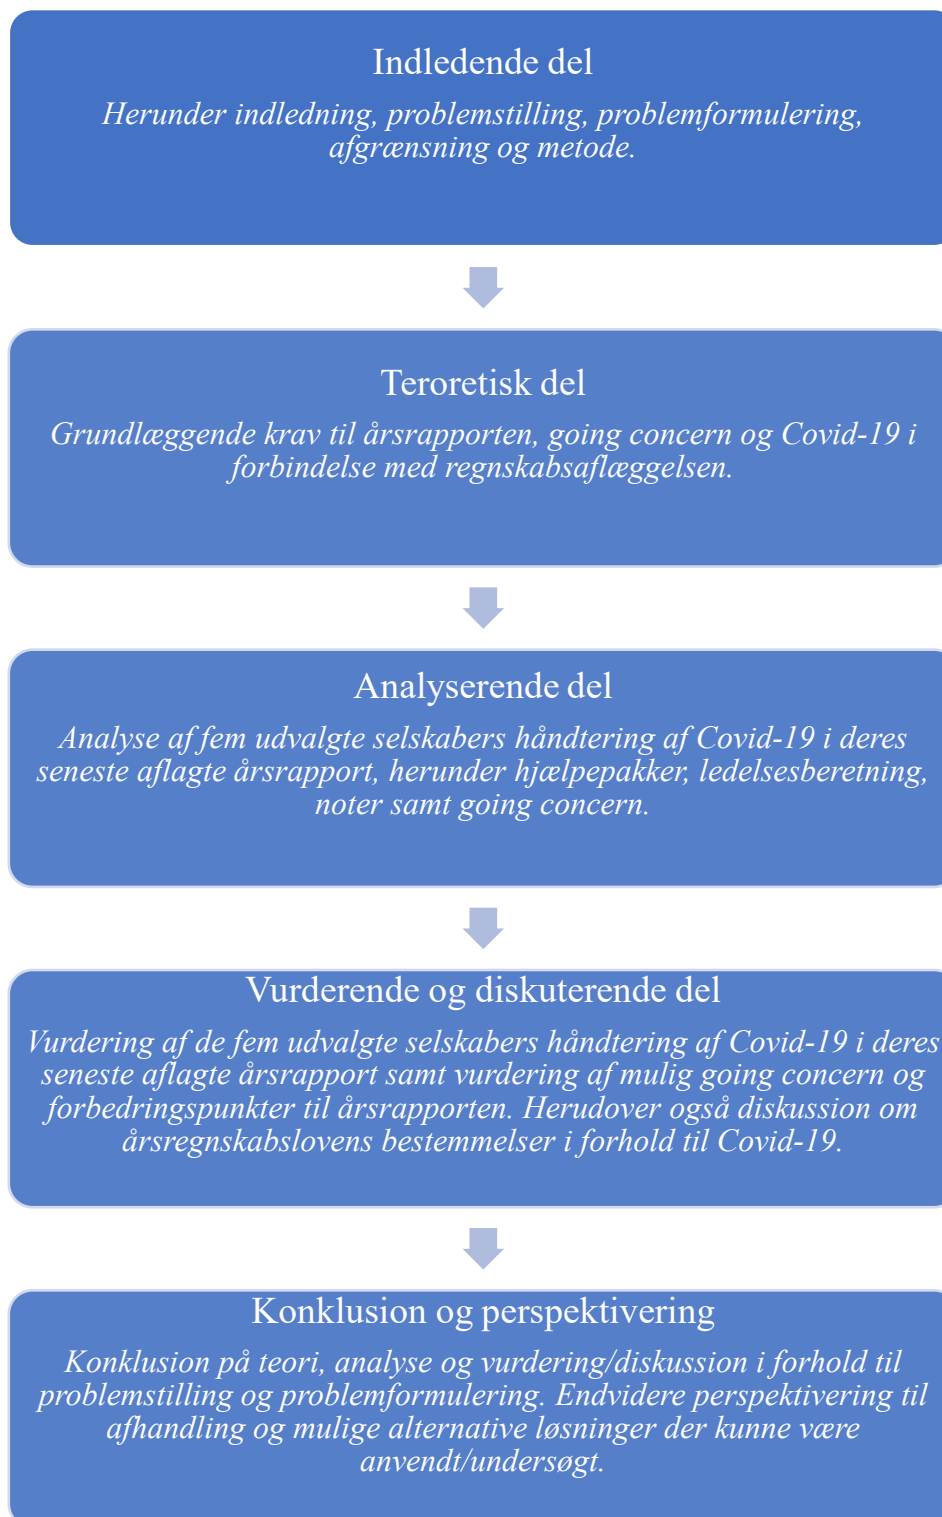 Indledende del
Herunder indledning, problemstilling, problemformulering,
afgrænsning og metode.
Teroretisk del
Grundlæggende krav til årsrapporten, going concern og Covid-19 i
forbindelse med regnskabsaflæggelsen.
Analyserende del
Analyse af fem udvalgte selskabers håndtering af Covid-19 i deres
seneste aflagte årsrapport, herunder hjælpepakker, ledelsesberetning,
noter samt going concern.
Vurderende og diskuterende del
Vurdering af de fem udvalgte selskabers håndtering af Covid-19 i deres
seneste aflagte årsrapport samt vurdering af mulig going concern og
forbedringspunkter til årsrapporten. Herudover også diskussion om
årsregnskabslovens bestemmelser i forhold til Covid-19.
Konklusion og perspektivering
Konklusion på teori, analyse og vurdering/diskussion i forhold til
problemstilling og problemformulering. Endvidere perspektivering til
afhandling og mulige alternative løsninger der kunne være
anvendt/undersøgt.